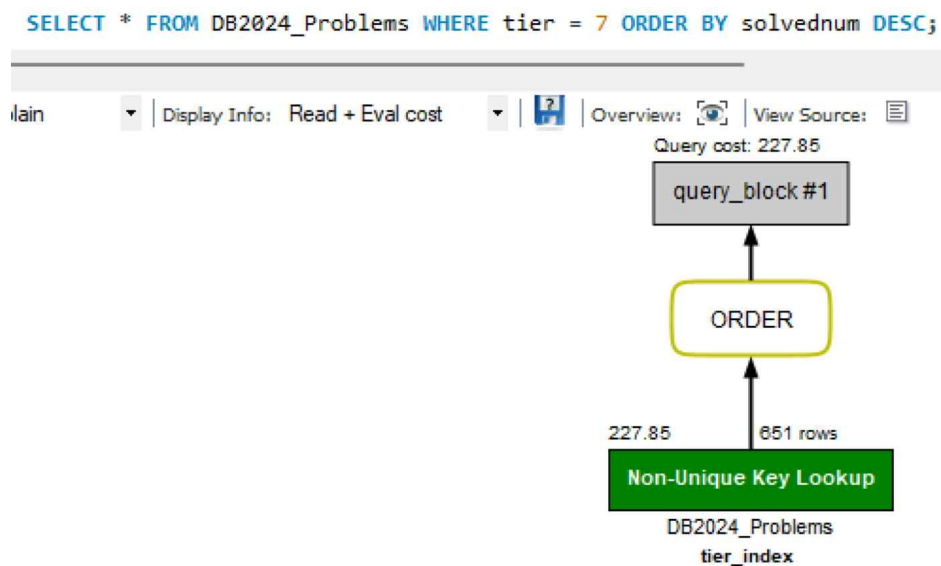 SELECT * FROM DB2024_Problems WHERE tier = 7 ORDER BY solvednum DESC;
lain Display Info: Read + Eval cost Overview: View Source:
Query cost: 227.85
query_block #1
ORDER
227.85 651 rows
Non-Unique Key Lookup
DB2024_Problems
tier_index